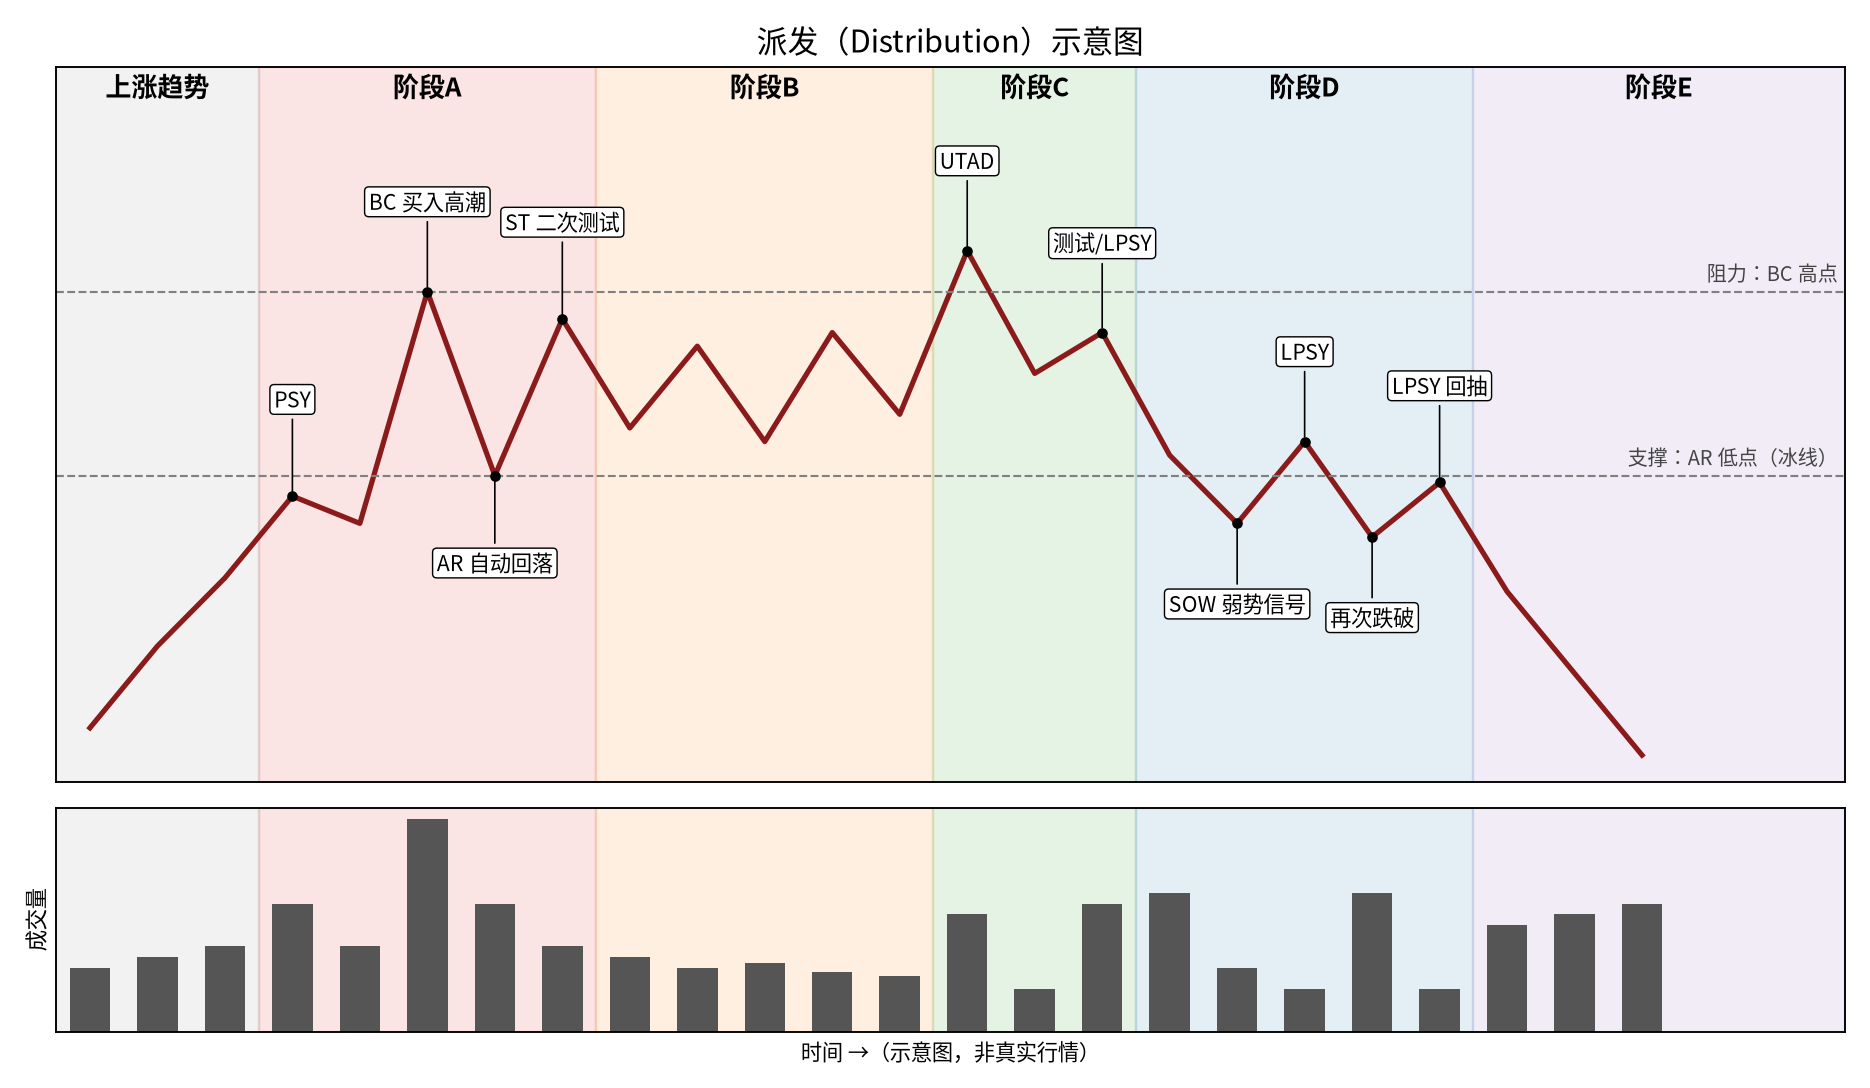 派发（Distribution）示意图
上涨趋势
阶段A
阶段B
阶段C
阶段D
阶段E
UTAD
BC 买入高潮
ST 二次测试
测试/LPSY
阻力：BC 高点
LPSY
LPSY 回抽
PSY
支撑：AR 低点（冰线）
AR 自动回落
SOW 弱势信号
再次跌破
成交量
时间 →（示意图，非真实行情）